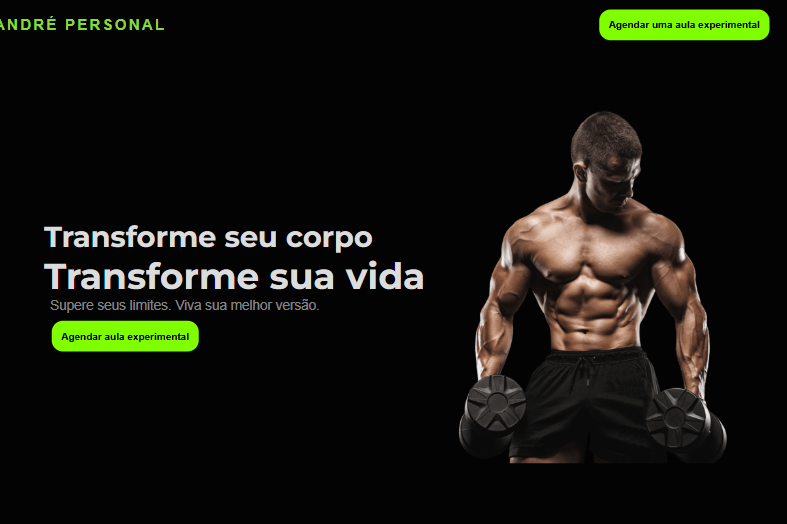 ANDRÉ PERSONAL
Agendar uma aula experimental
Transforme seu corpo
Transforme sua vida
Supere seus limites. Viva sua melhor versão.
Agendar aula experimental